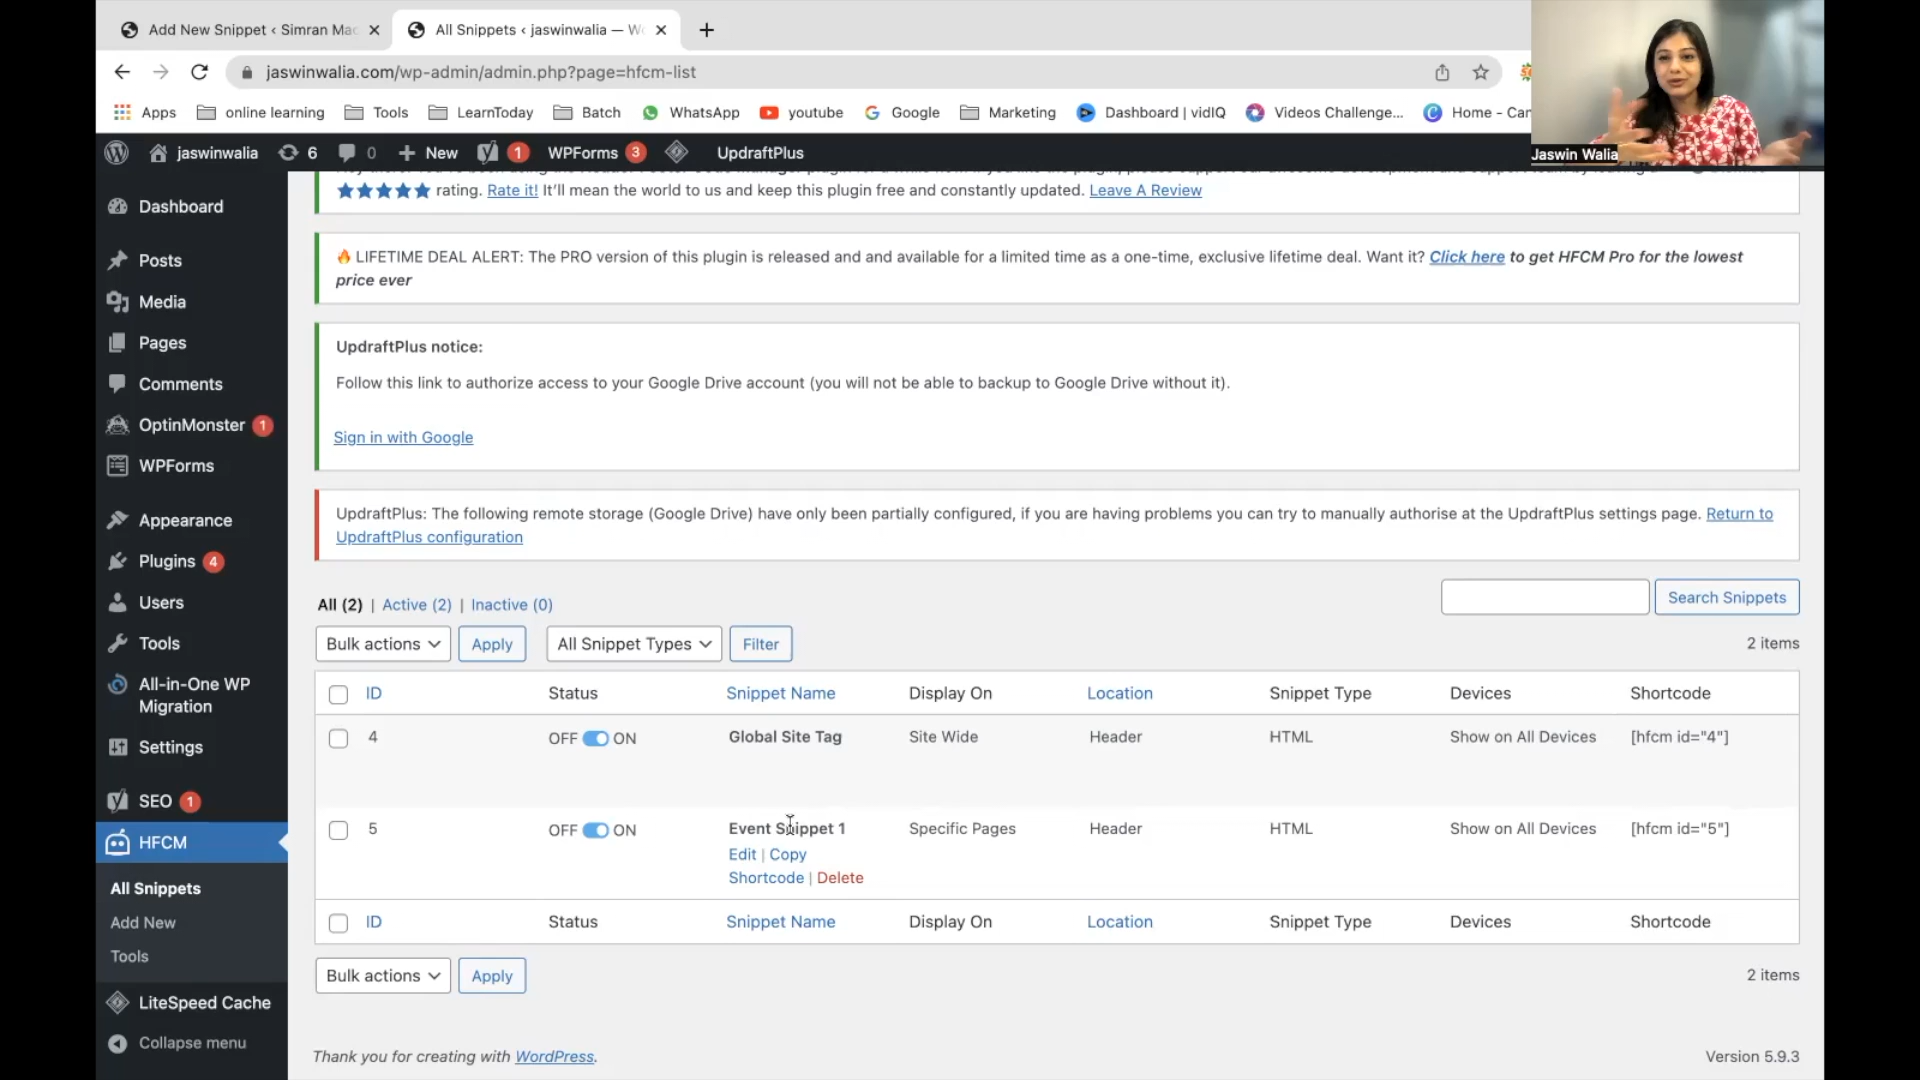 Add New Snippet ‹ Simran Mac
All Snippets ‹ jaswinwalia — W
jaswinwalia.com/wp-admin/admin.php?page=hfcm-list
Apps
online learning
Tools
LearnToday
Batch
WhatsApp
youtube
Google
Marketing
Dashboard | vidIQ
Videos Challenge...
Home - Can
Jaswin Walia
jaswinwalia
6
0
New
1
WPForms 3
UpdraftPlus
Dashboard
Posts
Media
Pages
Comments
OptinMonster 1
WPForms
Appearance
Plugins 4
Users
Tools
All-in-One WP
Migration
Settings
SEO 1
HFCM
All Snippets
Add New
Tools
LiteSpeed Cache
Collapse menu
rating. Rate it! It'll mean the world to us and keep this plugin free and constantly updated. Leave A Review
LIFETIME DEAL ALERT: The PRO version of this plugin is released and and available for a limited time as a one-time, exclusive lifetime deal. Want it? Click here to get HFCM Pro for the lowest
price ever
UpdraftPlus notice:
Follow this link to authorize access to your Google Drive account (you will not be able to backup to Google Drive without it).
Sign in with Google
UpdraftPlus: The following remote storage (Google Drive) have only been partially configured, if you are having problems you can try to manually authorise at the UpdraftPlus settings page. Return to
UpdraftPlus configuration
All (2) | Active (2) | Inactive (0)
Search Snippets
Bulk actions Apply All Snippet Types Filter
2 items
ID Status Snippet Name Display On Location Snippet Type Devices Shortcode
4 OFF ON Global Site Tag Site Wide Header HTML Show on All Devices [hfcm id="4"]
5 OFF ON Event Snippet 1 Specific Pages Header HTML Show on All Devices [hfcm id="5"]
Edit | Copy
Shortcode | Delete
ID Status Snippet Name Display On Location Snippet Type Devices Shortcode
Bulk actions Apply
2 items
Thank you for creating with WordPress.
Version 5.9.3